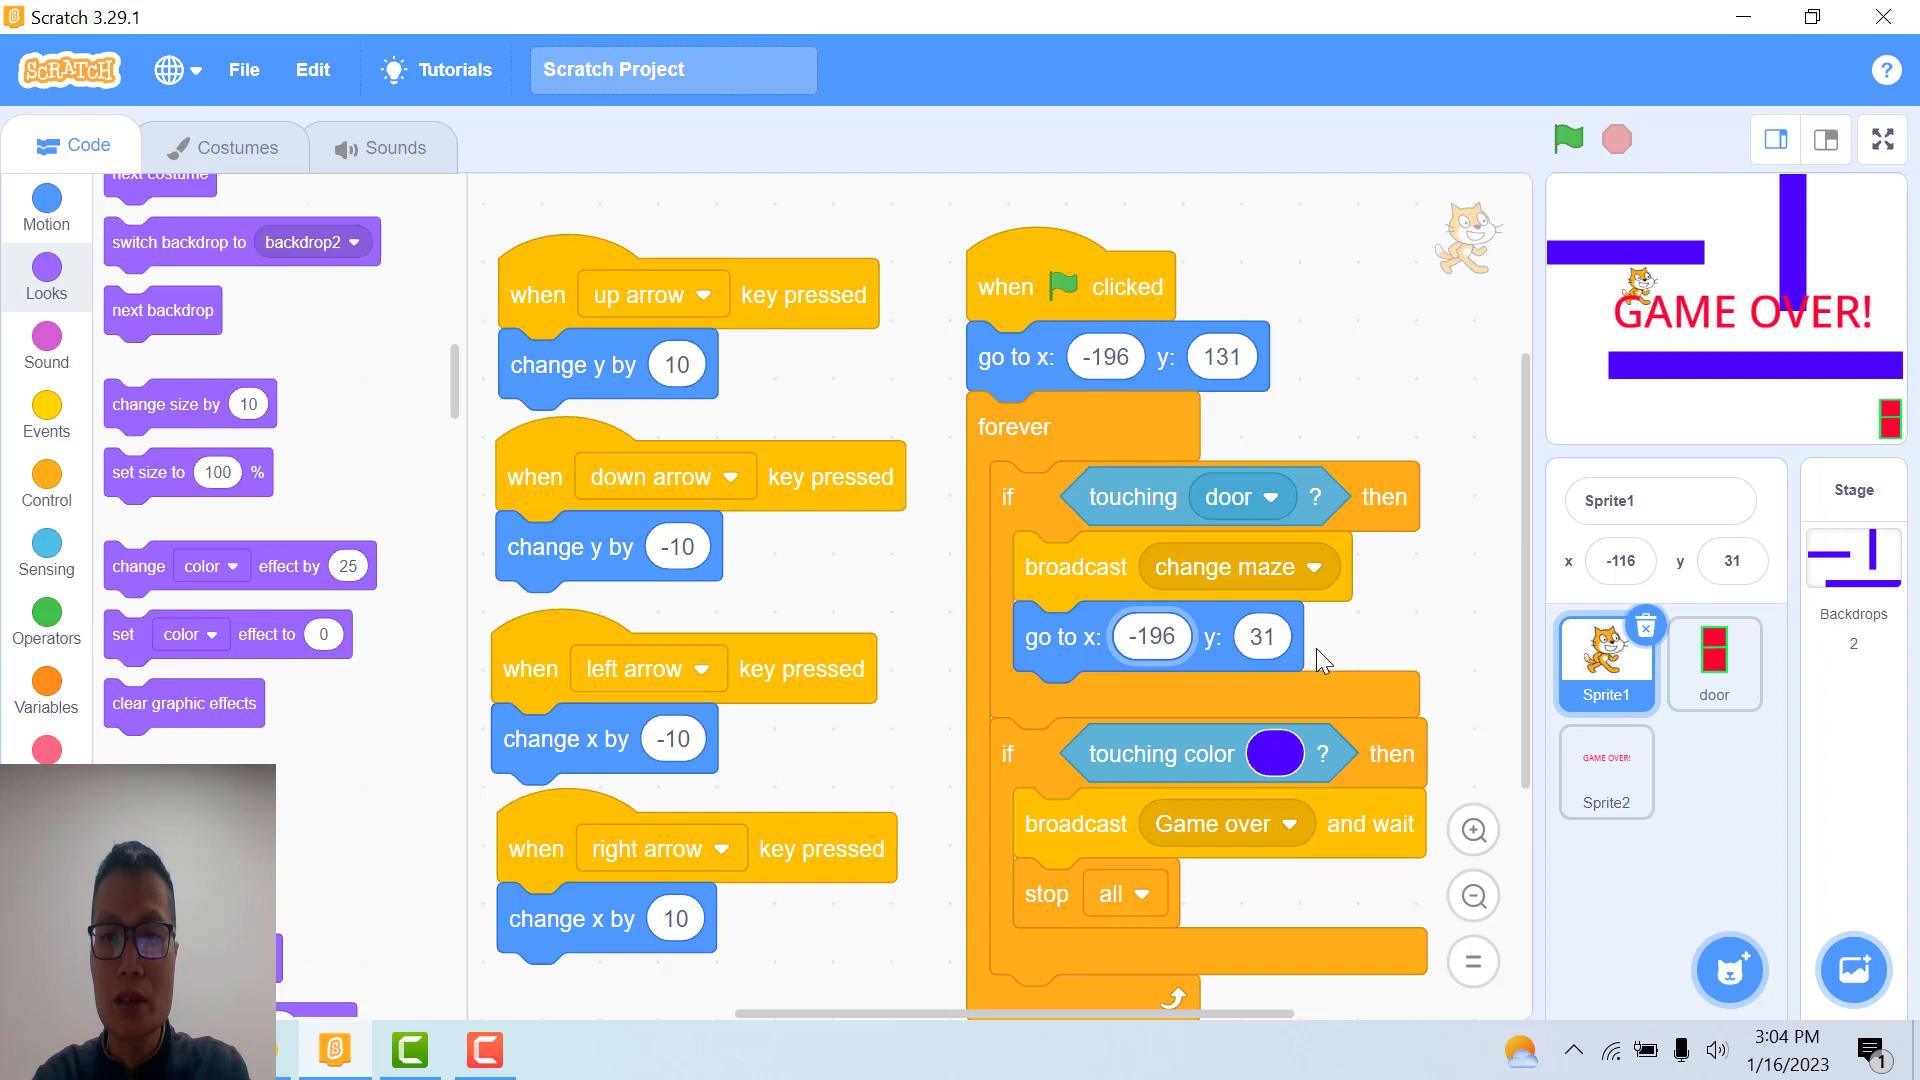 Scratch 3.29.1
SCRATCH
File
Edit
Tutorials
Scratch Project
?
Code
Costumes
Sounds
Motion
Looks
Sound
Events
Control
Sensing
Operators
Variables
next costume
switch backdrop to backdrop2
next backdrop
change size by 10
set size to 100 %
change color effect by 25
set color effect to 0
clear graphic effects
when up arrow key pressed
change y by 10
when down arrow key pressed
change y by -10
when left arrow key pressed
change x by -10
when right arrow key pressed
change x by 10
when clicked
go to x: -196 y: 131
forever
if touching door ? then
broadcast change maze
go to x: -196 y: 31
if touching color ? then
broadcast Game over and wait
stop all
GAME OVER!
Sprite1
x -116 y 31
Sprite1
door
GAME OVER!
Sprite2
Stage
Backdrops
2
3:04 PM
1/16/2023
1